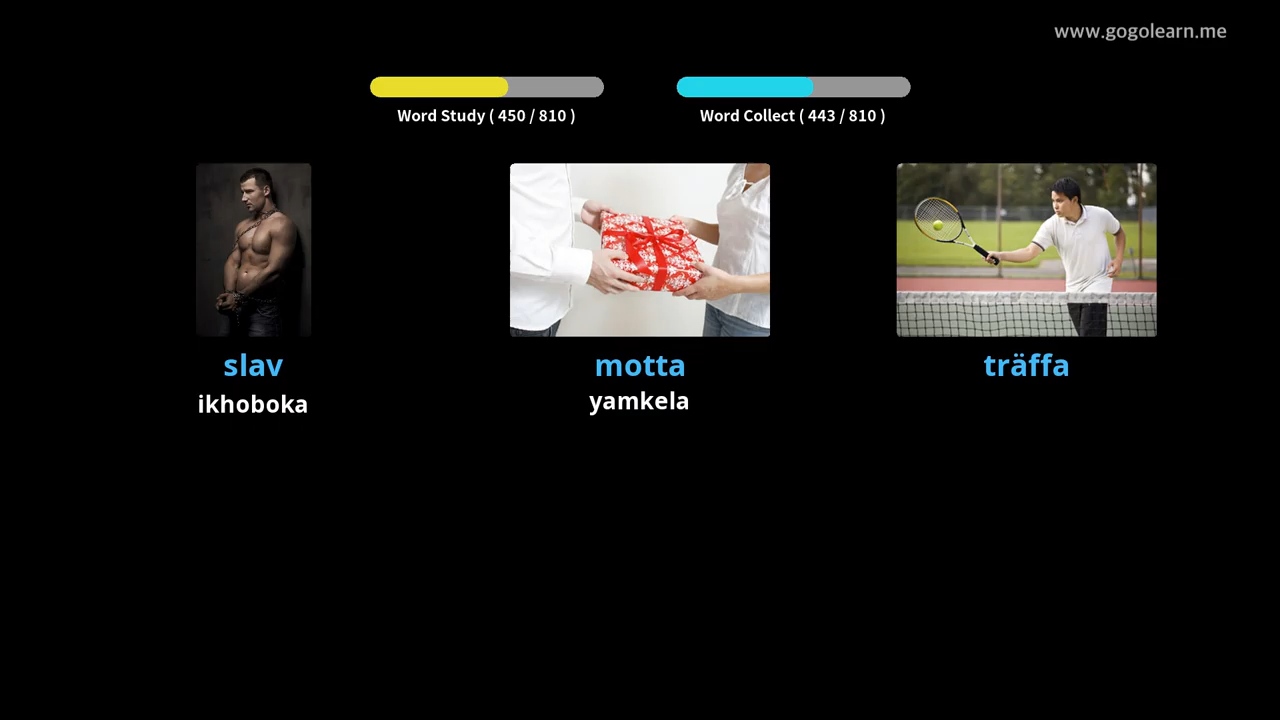 www.gogolearn.me
Word Study ( 450 / 810 )
Word Collect ( 443 / 810 )
slav
motta
träffa
ikhoboka
yamkela